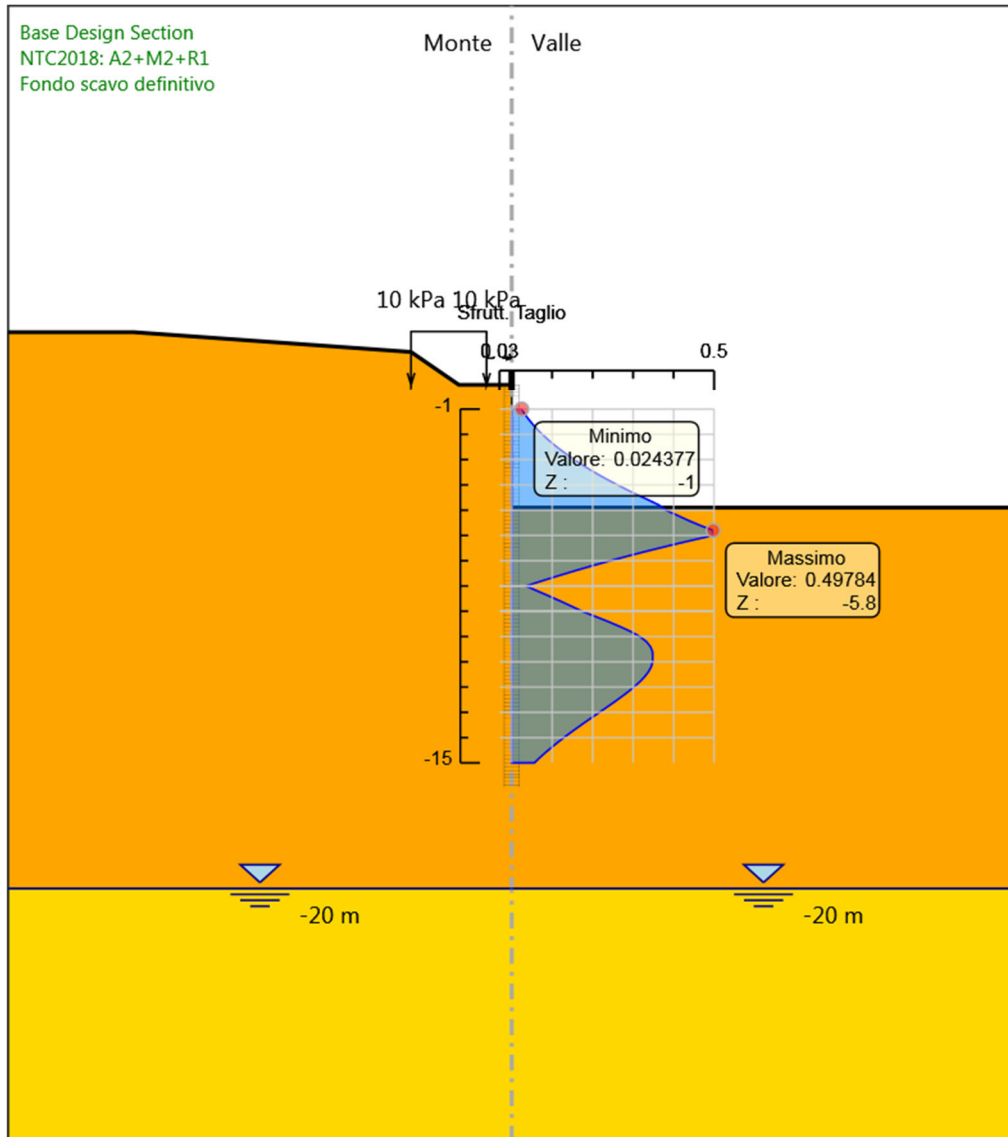 Base Design Section
NTC2018: A2+M2+R1
Fondo scavo definitivo
Monte
Valle
10 kPa 10 kPa
Sfrutt. Taglio
0.03
0.5
-1
Minimo
Valore: 0.024377
Z : -1
Massimo
Valore: 0.49784
Z : -5.8
-15
-20 m
-20 m